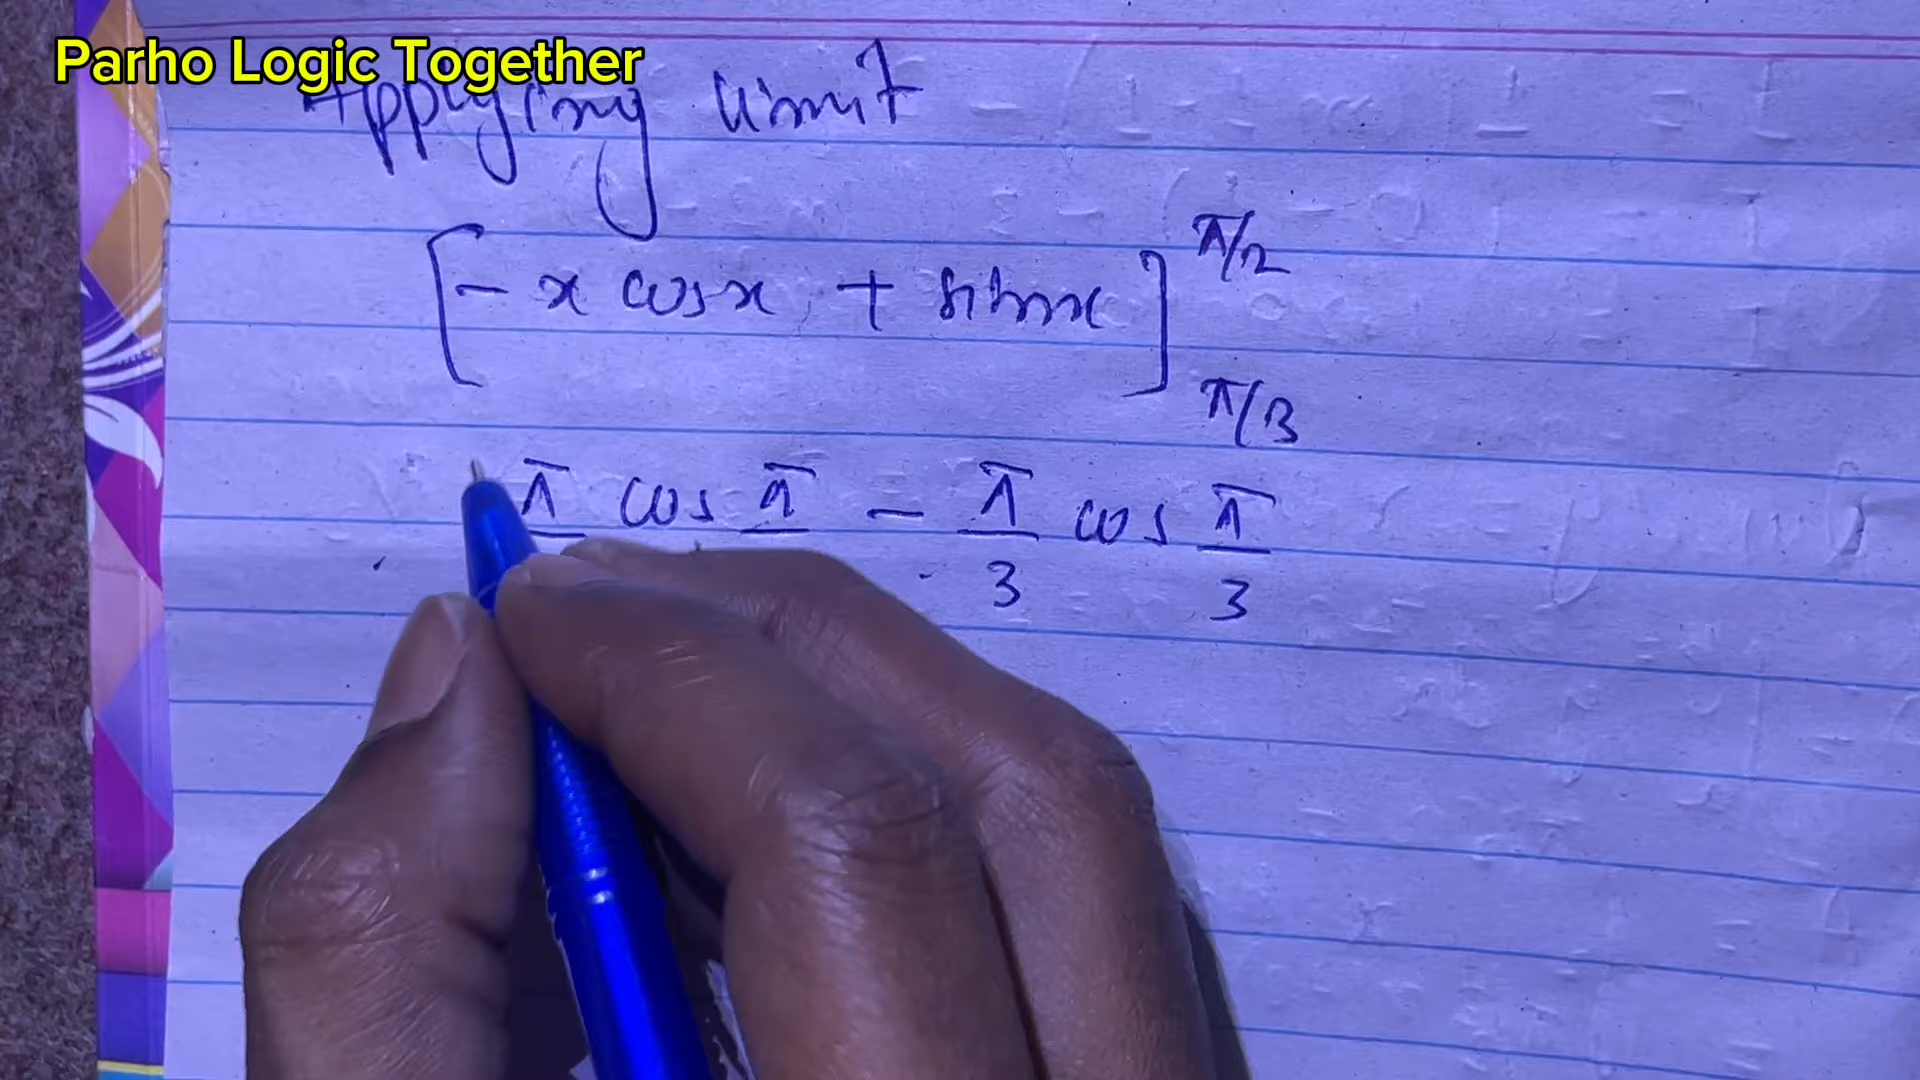 Parho Logic Together
Applying limit
[- x cosx + sinx] π/2
π/3
π cos π - π cos π
3 3